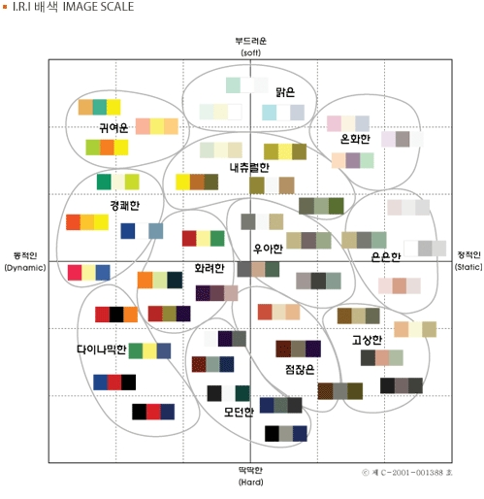 I.R.I 배색 IMAGE SCALE
부드러운
(soft)
맑은
귀여운
온화한
내츄럴한
경쾌한
우아한
은은한
동적인
(Dynamic)
정적인
(Static)
화려한
다이나믹한
고상한
점잖은
모던한
딱딱한
(Hard)
ⓒ 제 C-2001-001388 호